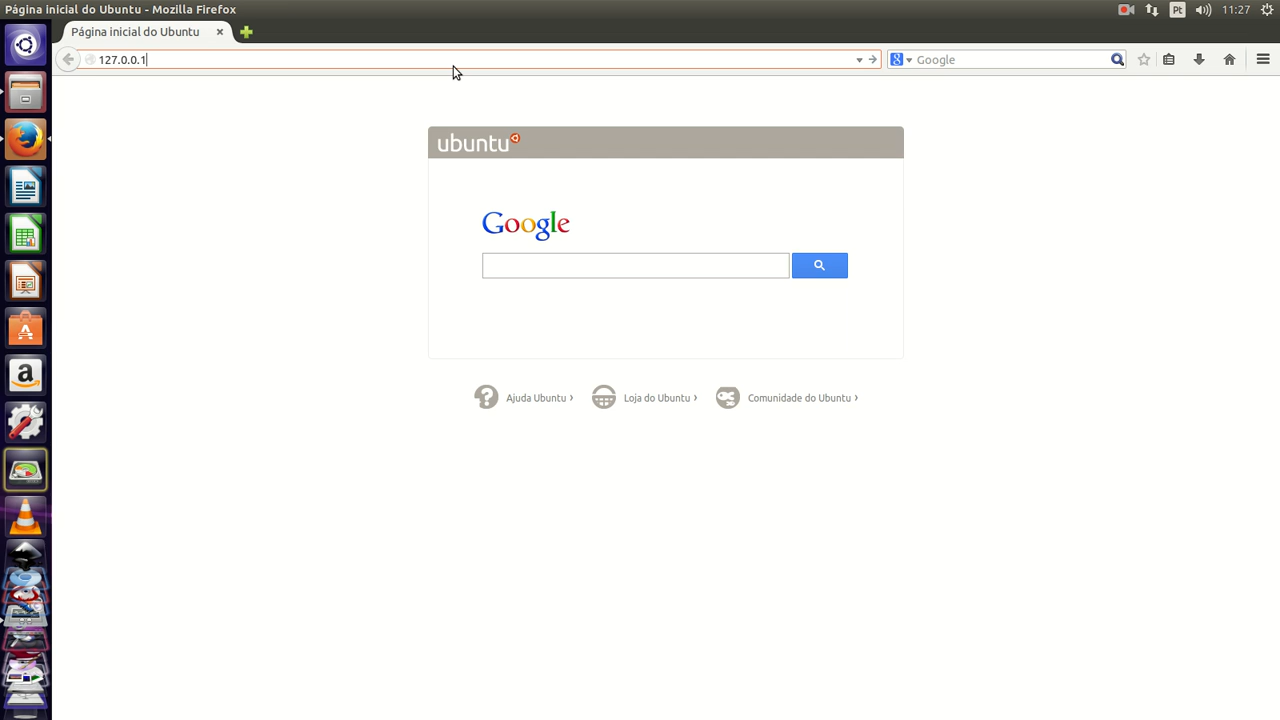 Página inicial do Ubuntu - Mozilla Firefox
Pt
11:27
Página inicial do Ubuntu
127.0.0.1
Google
ubuntu
Google
Ajuda Ubuntu ›
Loja do Ubuntu ›
Comunidade do Ubuntu ›